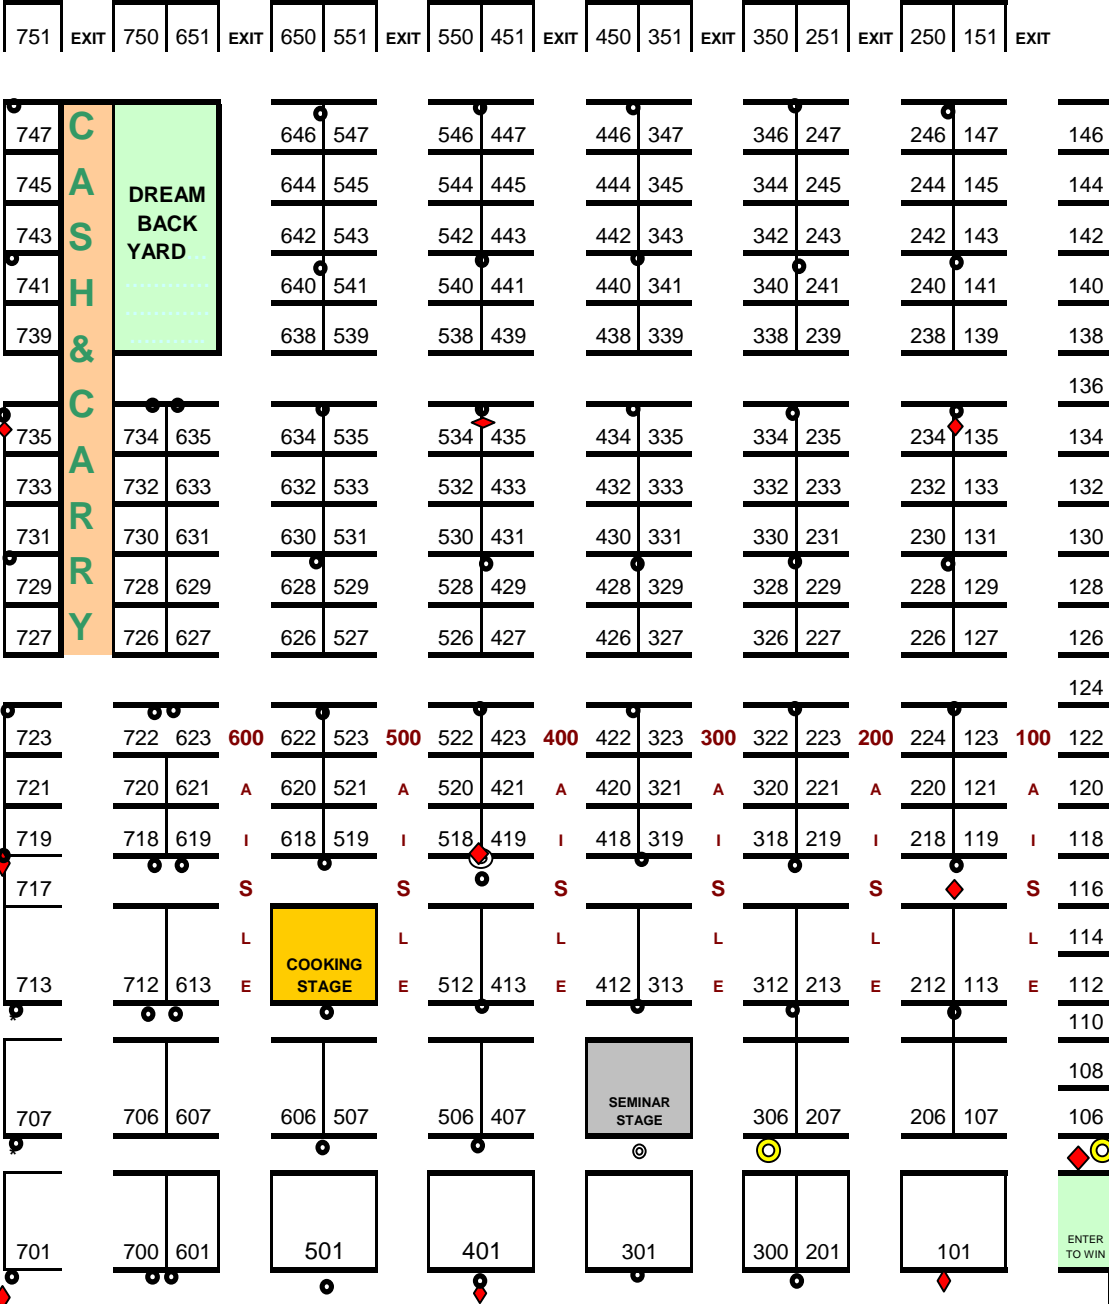 751 EXIT 750 651 EXIT 650 551 EXIT 550 451 EXIT 450 351 EXIT 350 251 EXIT 250 151 EXIT
747 C 646 547 546 447 446 347 346 247 246 147 146
745 A DREAM 644 545 544 445 444 345 344 245 244 145 144
743 S BACK 642 543 542 443 442 343 342 243 242 143 142
YARD
741 H 640 541 540 441 440 341 340 241 240 141 140
739 & 638 539 538 439 438 339 338 239 238 139 138
C 136
735 734 635 634 535 534 435 434 335 334 235 234 135 134
A
733 732 633 632 533 532 433 432 333 332 233 232 133 132
R
731 730 631 630 531 530 431 430 331 330 231 230 131 130
729 R 728 629 628 529 528 429 428 329 328 229 228 129 128
727 Y 726 627 626 527 526 427 426 327 326 227 226 127 126
124
723 722 623 600 622 523 500 522 423 400 422 323 300 322 223 200 224 123 100 122
721 720 621 A 620 521 A 520 421 A 420 321 A 320 221 A 220 121 A 120
719 718 619 I 618 519 I 518 419 I 418 319 I 318 219 I 218 119 I 118
717 S S S S S S 116
L L L L L L 114
COOKING
713 712 613 E STAGE E 512 413 E 412 313 E 312 213 E 212 113 E 112
110
108
SEMINAR
707 706 607 606 507 506 407 STAGE 306 207 206 107 106
ENTER
701 700 601 501 401 301 300 201 101 TO WIN